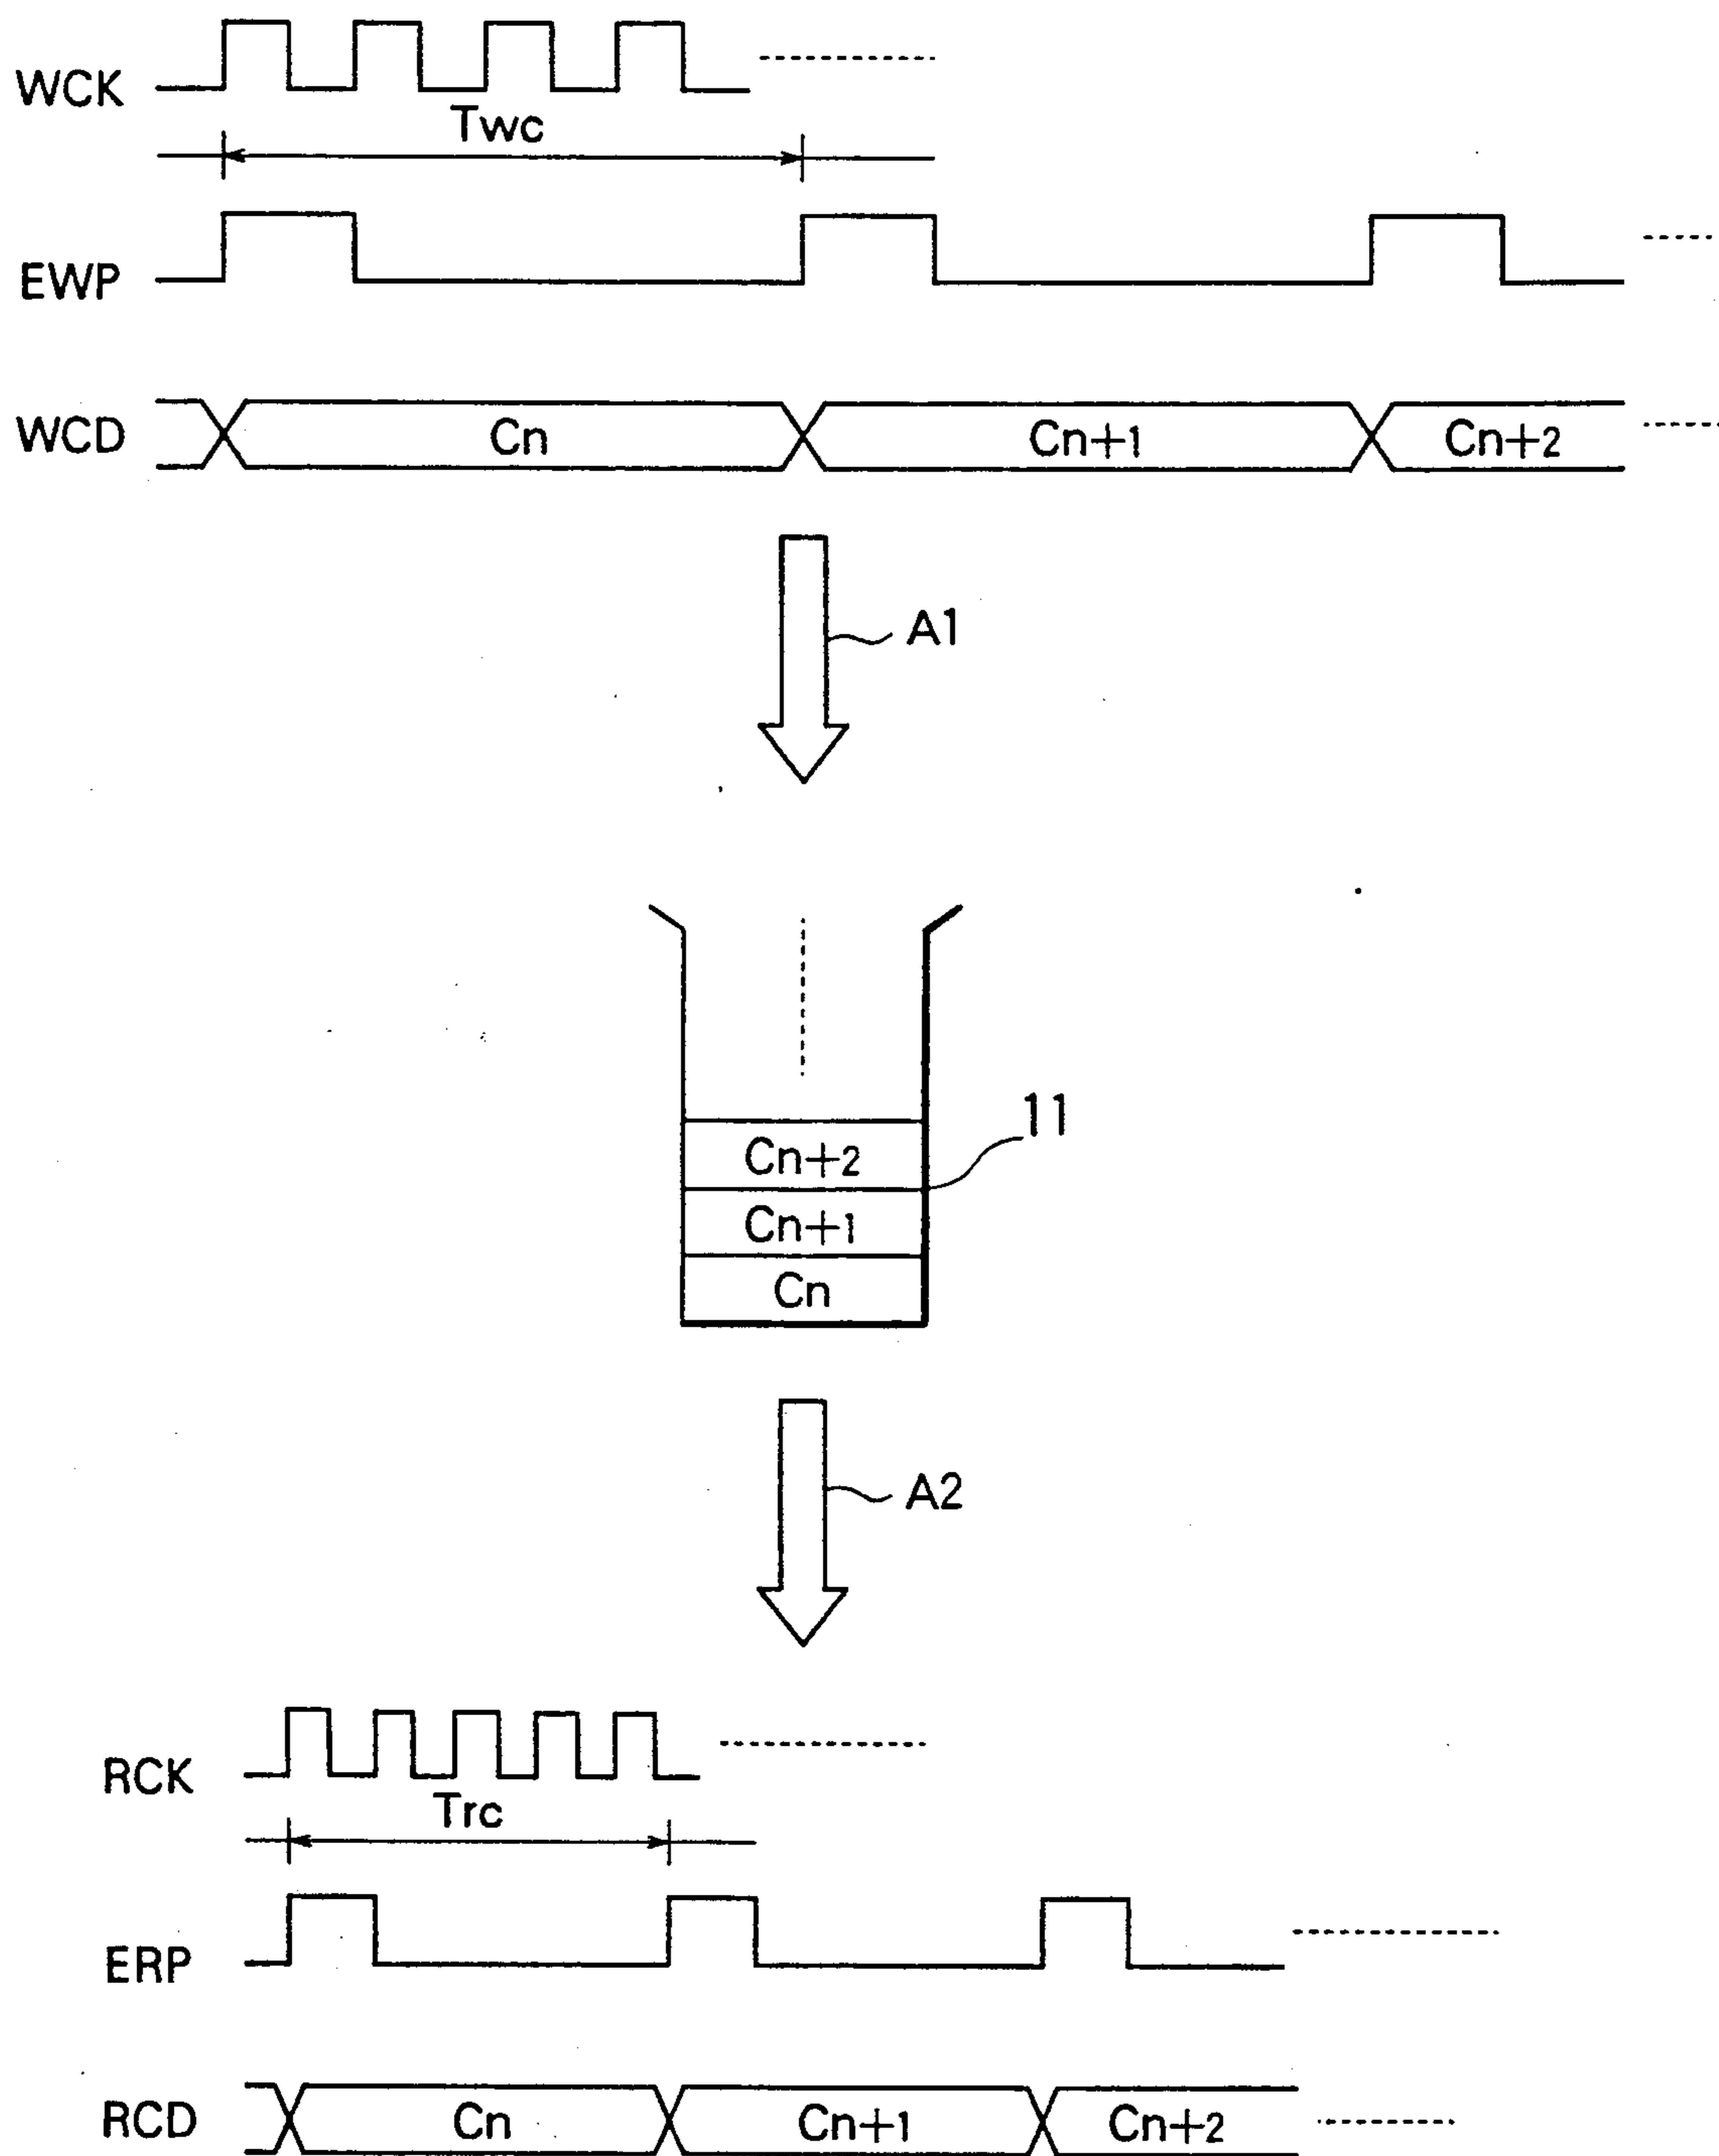 WCK
Twc
EWP
WCD Cn Cn+1 Cn+2
A1
11
Cn+2
Cn+1
Cn
A2
RCK
Trc
ERP
RCD Cn Cn+1 Cn+2